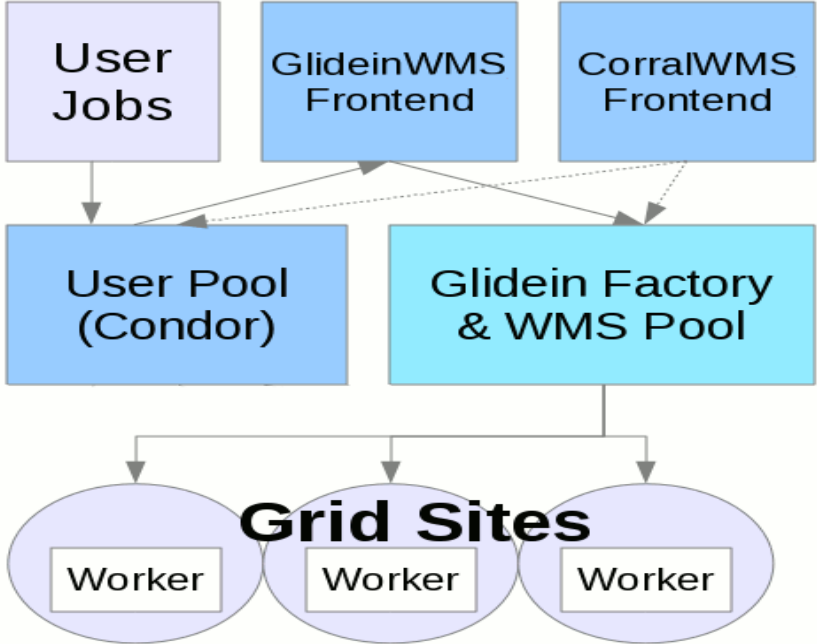 User
Jobs
GlideinWMS
Frontend
CorralWMS
Frontend
User Pool
(Condor)
Glidein Factory
& WMS Pool
Grid Sites
Worker
Worker
Worker